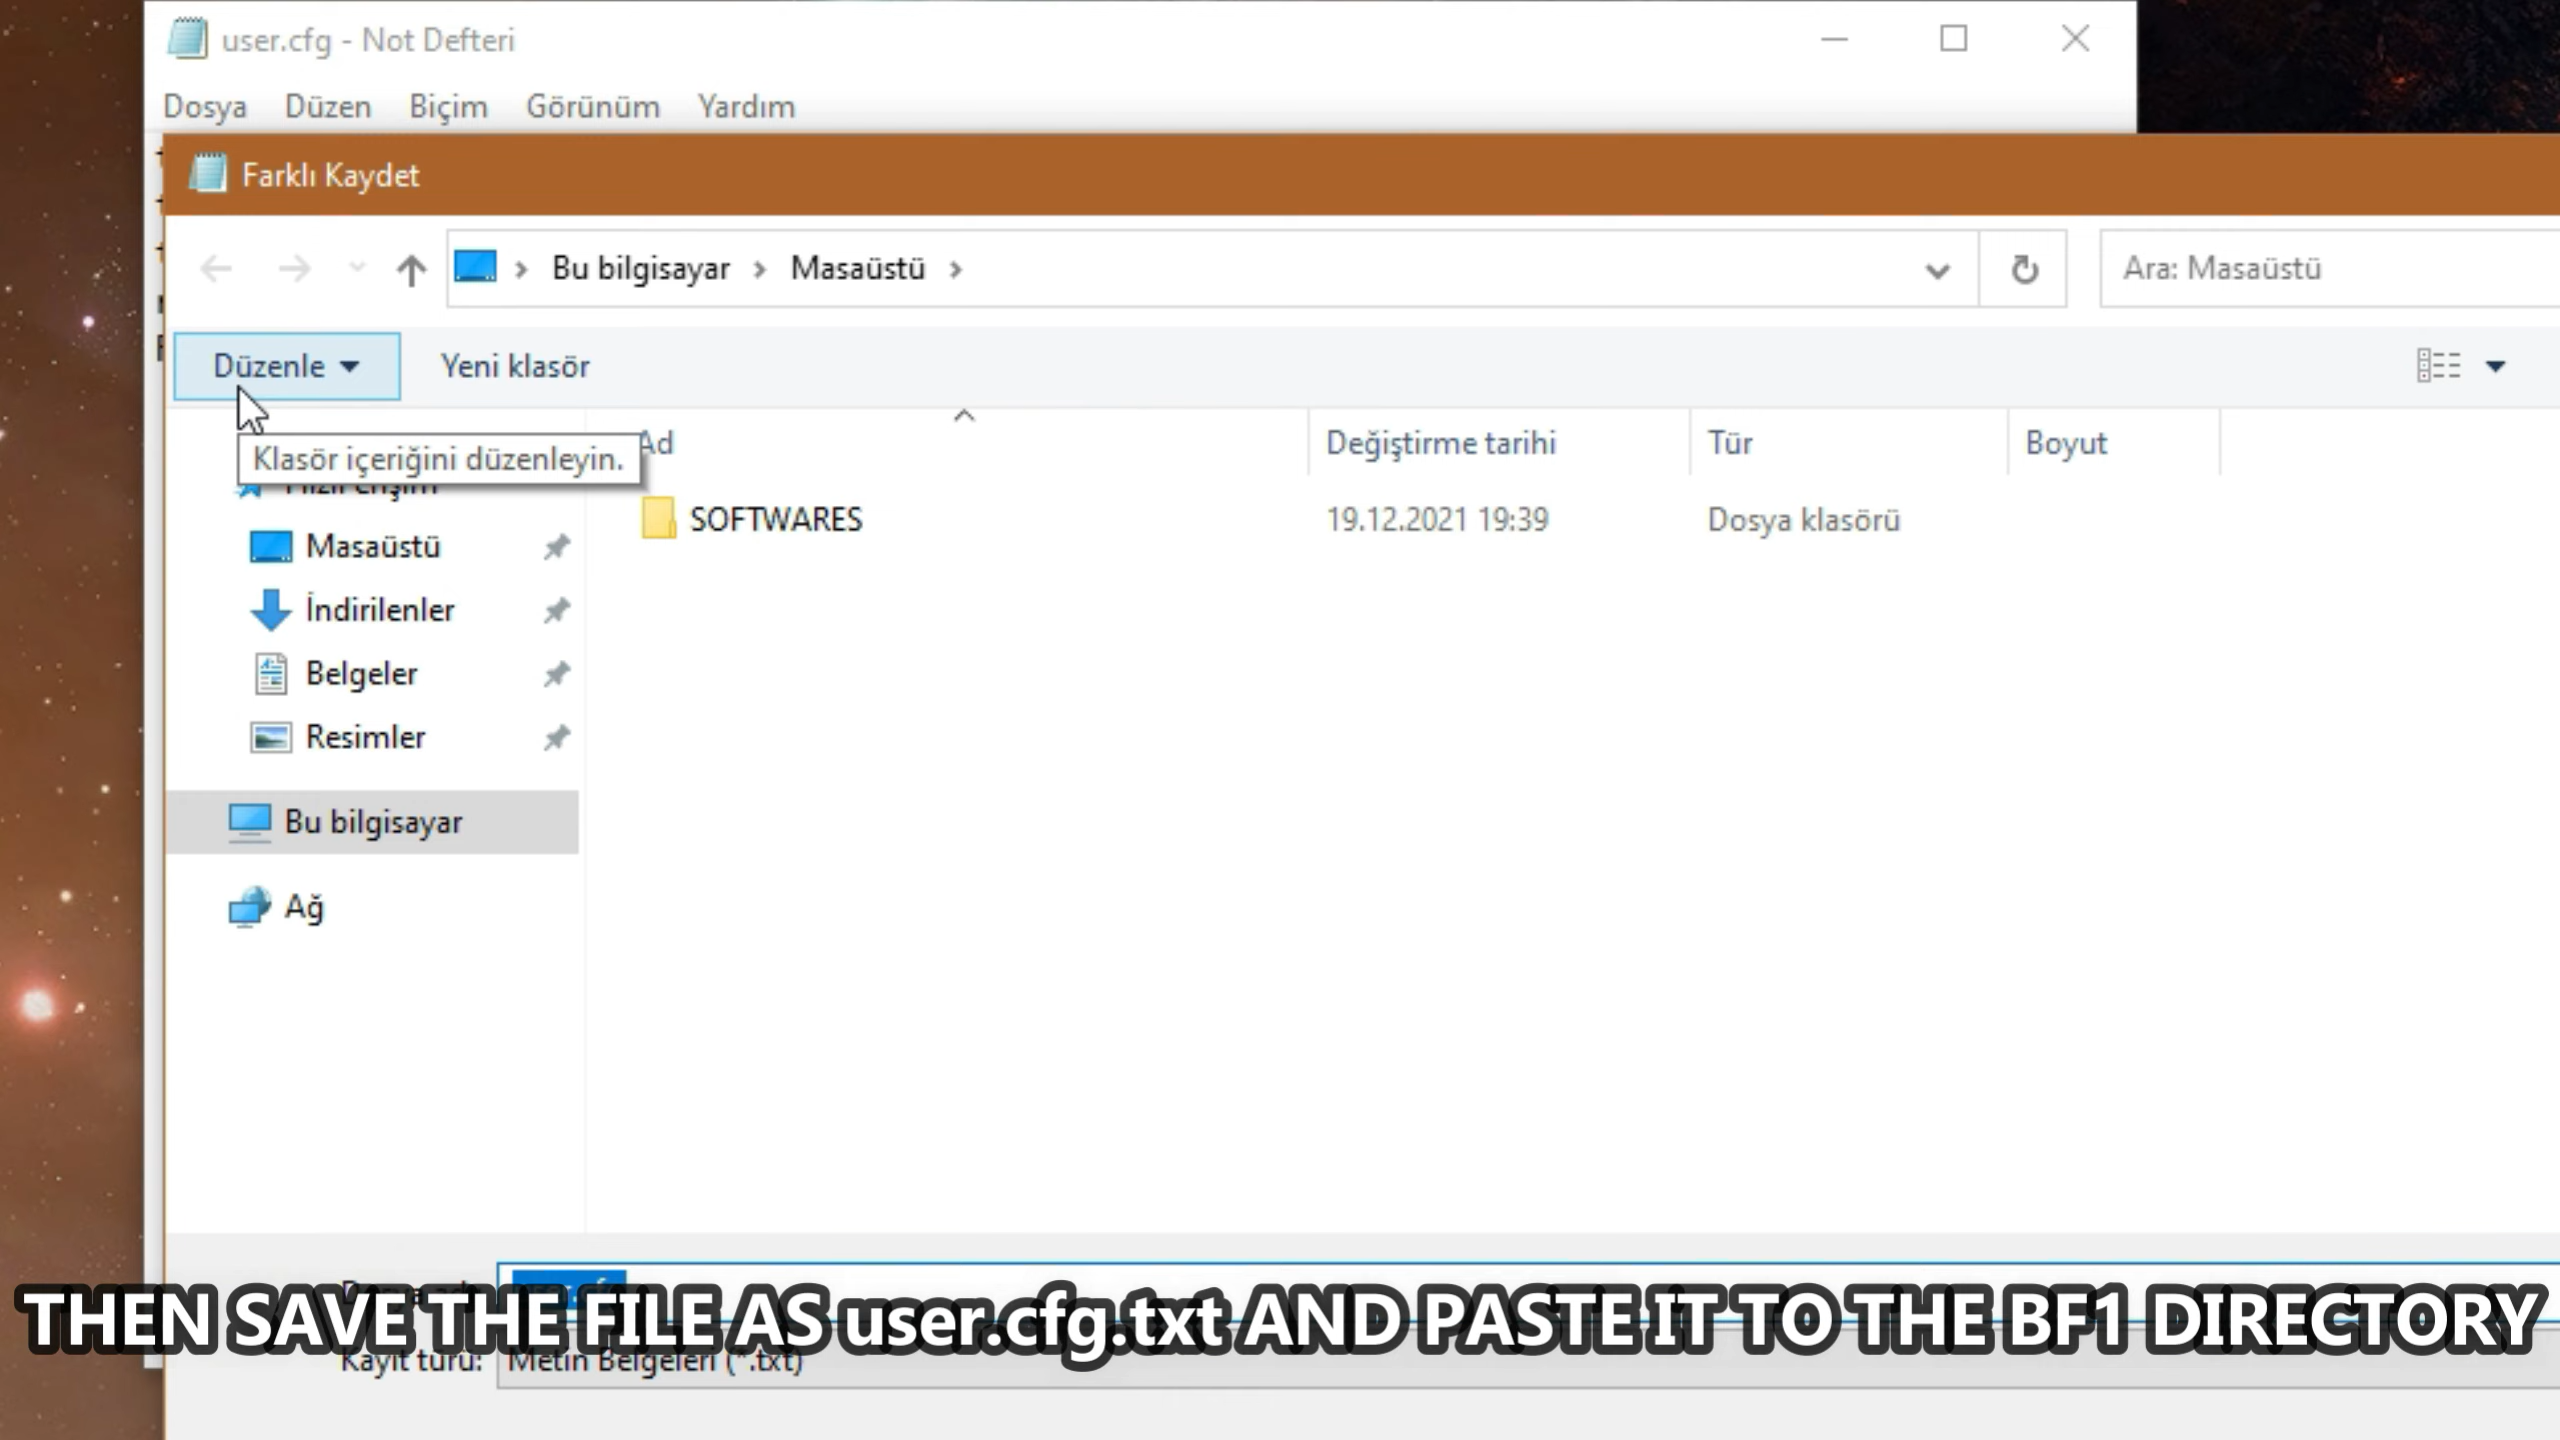 user.cfg - Not Defteri
Dosya Düzen Biçim Görünüm Yardım
Farklı Kaydet
Bu bilgisayar > Masaüstü >
Ara: Masaüstü
Düzenle Yeni klasör
Klasör içeriğini düzenleyin.
Ad Değiştirme tarihi Tür Boyut
SOFTWARES 19.12.2021 19:39 Dosya klasörü
Masaüstü
İndirilenler
Belgeler
Resimler
Bu bilgisayar
Ağ
THEN SAVE THE FILE AS user.cfg.txt AND PASTE IT TO THE BF1 DIRECTORY
Kayıt türü: Metin Belgeleri (*.txt)